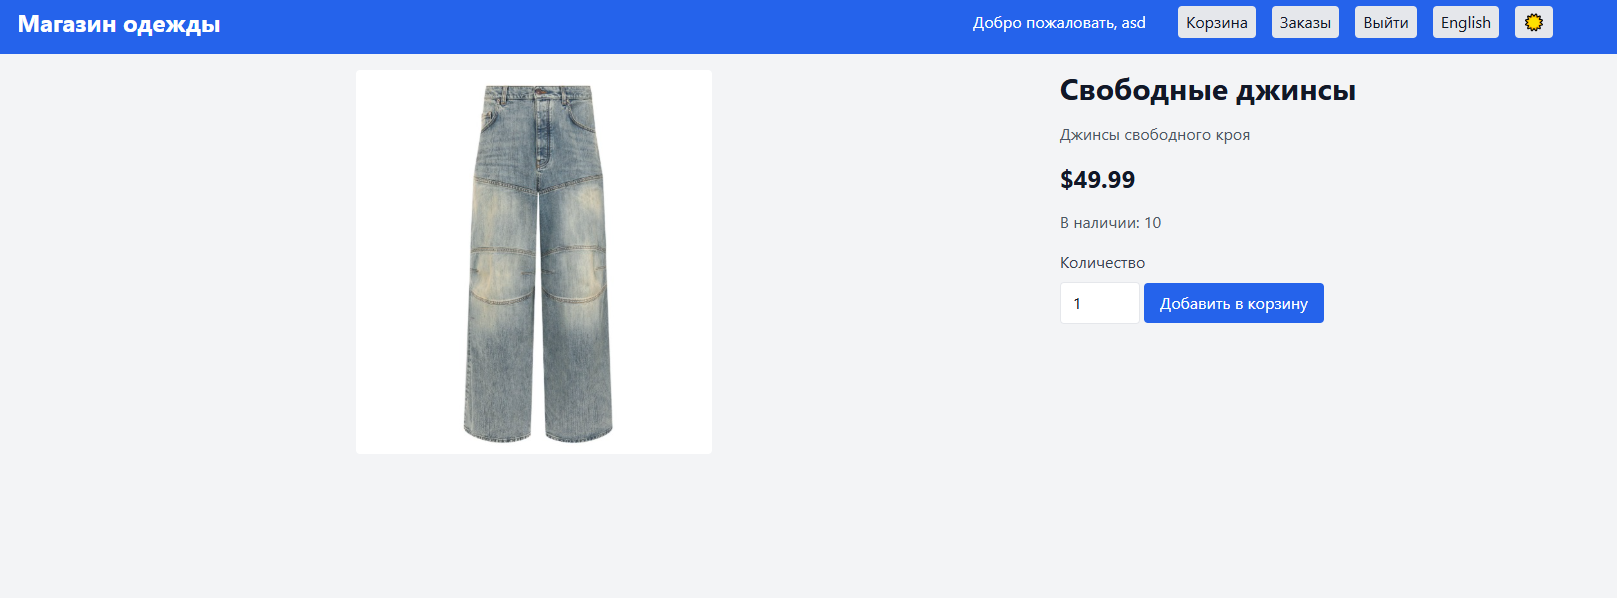 Магазин одежды
Добро пожаловать, asd
Корзина
Заказы
Выйти
English
Свободные джинсы
Джинсы свободного кроя
$49.99
В наличии: 10
Количество
1
Добавить в корзину